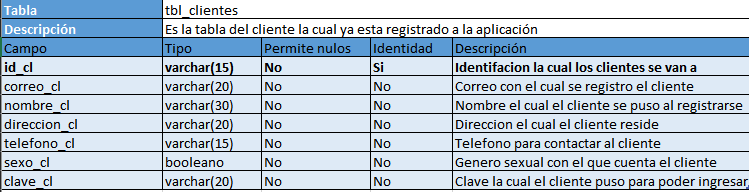 Tabla tbl_clientes
Descripción Es la tabla del cliente la cual ya esta registrado a la aplicación
Campo Tipo Permite nulos Identidad Descripción
id_cl varchar(15) No Si Identifacion la cual los clientes se van a
correo_cl varchar(20) No No Correo con el cual se registro el cliente
nombre_cl varchar(30) No No Nombre el cual el cliente se puso al registrarse
direccion_cl varchar(20) No No Direccion el cual el cliente reside
telefono_cl varchar(15) No No Telefono para contactar al cliente
sexo_cl booleano No No Genero sexual con el que cuenta el cliente
clave_cl varchar(20) No No Clave la cual el cliente puso para poder ingresar